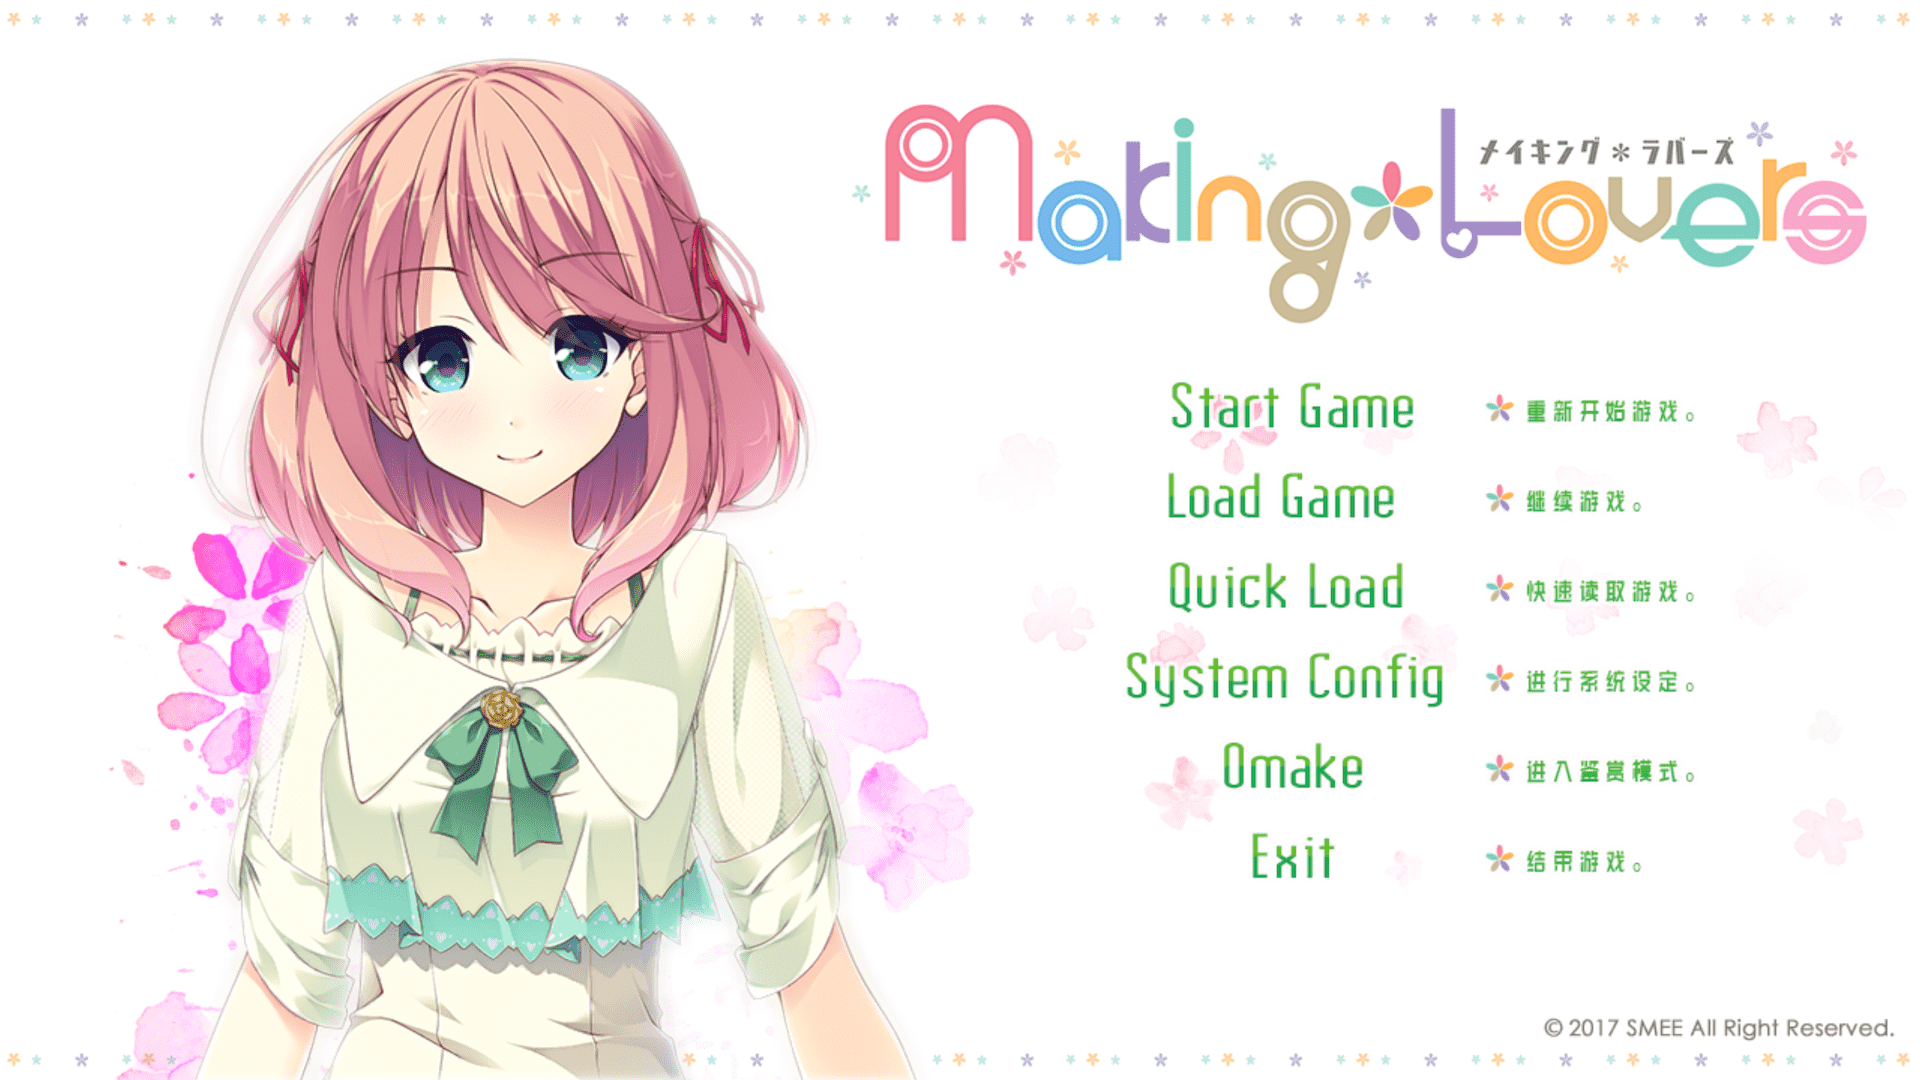 メイキング*ラバーズ
Making*Lovers
Start Game 重新开始游戏。
Load Game 继续游戏。
Quick Load 快速读取游戏。
System Config 进行系统设定。
Omake 进入鉴赏模式。
Exit 结束游戏。
© 2017 SMEE All Right Reserved.